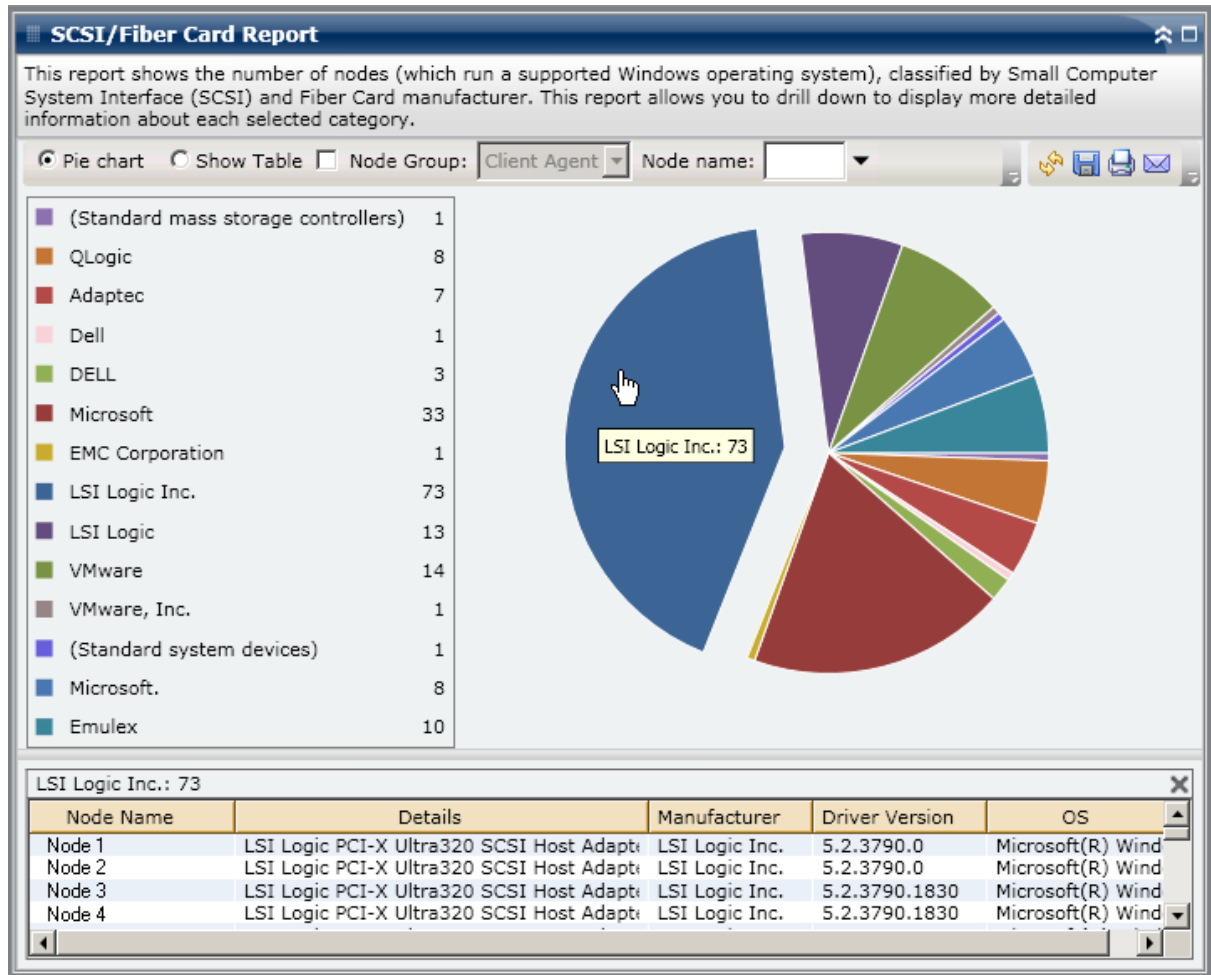 SCSI/Fiber Card Report
This report shows the number of nodes (which run a supported Windows operating system), classified by Small Computer
System Interface (SCSI) and Fiber Card manufacturer. This report allows you to drill down to display more detailed
information about each selected category.
Pie chart Show Table Node Group: Client Agent Node name:
(Standard mass storage controllers) 1
QLogic 8
Adaptec 7
Dell 1
DELL 3
Microsoft 33
EMC Corporation 1
LSI Logic Inc. 73
LSI Logic 13
VMware 14
VMware, Inc. 1
(Standard system devices) 1
Microsoft. 8
Emulex 10
LSI Logic Inc.: 73
LSI Logic Inc.: 73
Node Name Details Manufacturer Driver Version OS
Node 1 LSI Logic PCI-X Ultra320 SCSI Host Adapt LSI Logic Inc. 5.2.3790.0 Microsoft(R) Wind
Node 2 LSI Logic PCI-X Ultra320 SCSI Host Adapt LSI Logic Inc. 5.2.3790.0 Microsoft(R) Wind
Node 3 LSI Logic PCI-X Ultra320 SCSI Host Adapt LSI Logic Inc. 5.2.3790.1830 Microsoft(R) Wind
Node 4 LSI Logic PCI-X Ultra320 SCSI Host Adapt LSI Logic Inc. 5.2.3790.1830 Microsoft(R) Wind